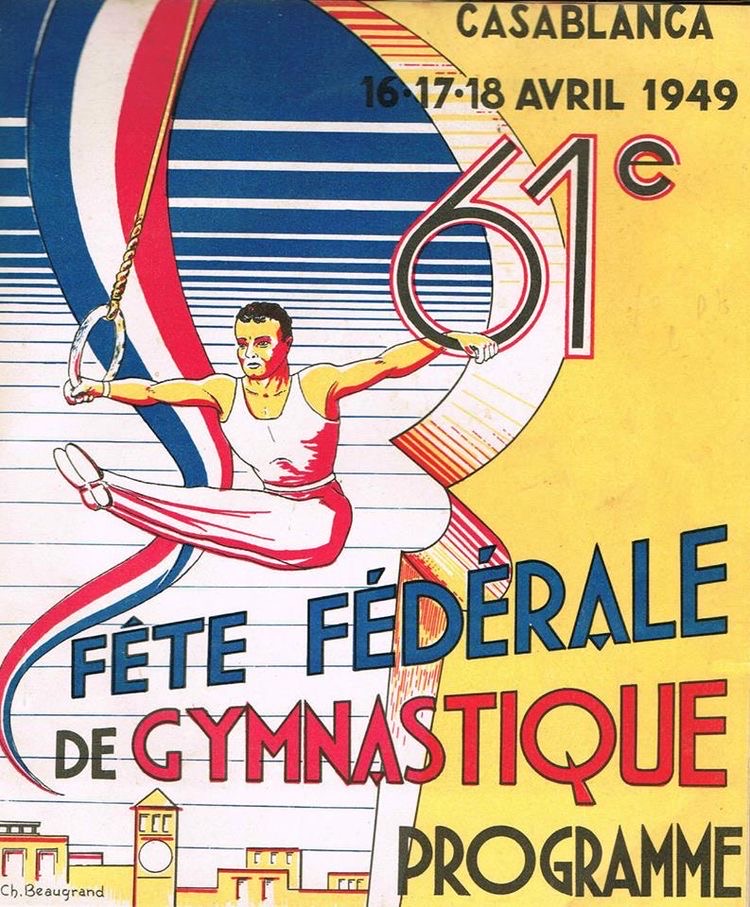 CASABLANCA
16·17·18 AVRIL 1949
61e
FÊTE FÉDÉRALE
DE GYMNASTIQUE
PROGRAMME
Ch. Beaugrand